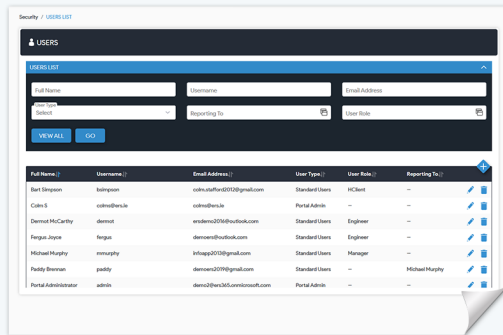 Security / USERS LIST
USERS
USERS LIST
Full Name Username Email Address
User Type
Select Reporting To User Role
VIEW ALL GO
Full Name Username Email Address User Type User Role Reporting To
Bart Simpson bsimpson colm.stafford2012@gmail.com Standard Users HClient —
Colm S colms@ers.ie colms@ers.ie Portal Admin — —
Dermot McCarthy dermot ersdemo2016@outlook.com Standard Users Engineer —
Fergus Joyce fergus demoers@outlook.com Standard Users Engineer —
Michael Murphy mmurphy infoapp2013@gmail.com Standard Users Manager —
Paddy Brennan paddy demoers2019@gmail.com Standard Users — Michael Murphy
Portal Administrator admin demo2@ers365.onmicrosoft.com Portal Admin — —